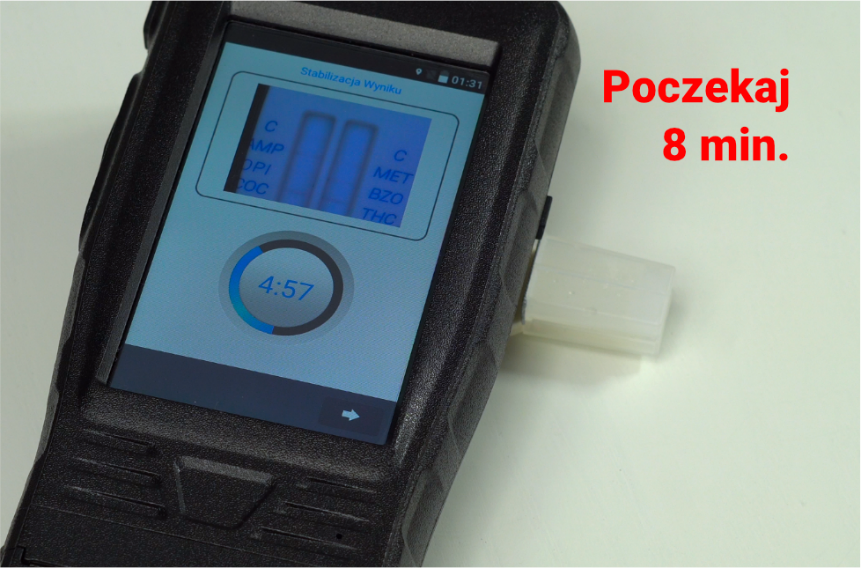 Poczekaj
8 min.
01:31
Stabilizacja Wyniku
C
AMP
OPI
COC
C
MET
BZO
THC
4:57